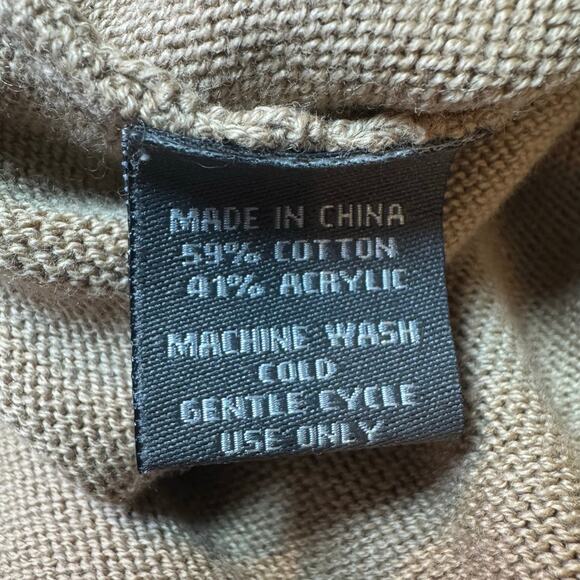 MADE IN CHINA
59% COTTON
41% ACRYLIC
MACHINE WASH
COLD
GENTLE CYCLE
USE ONLY